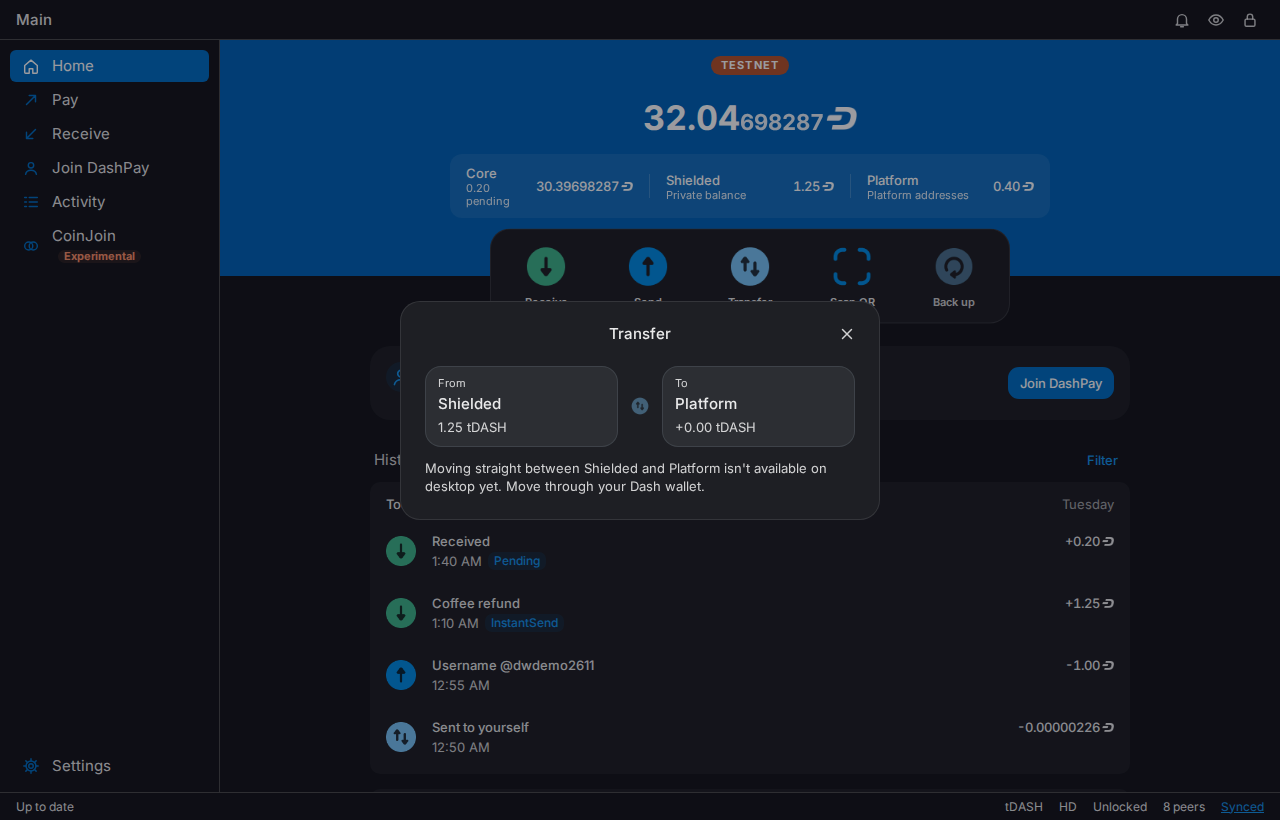 Main
Home
Pay
Receive
Join DashPay
Activity
CoinJoin
Experimental
Settings
TESTNET
32.04698287
Core
0.20 pending
30.39698287
Shielded
Private balance
1.25
Platform
Platform addresses
0.40
Back up
Transfer
From
Shielded
1.25 tDASH
To
Platform
+0.00 tDASH
Moving straight between Shielded and Platform isn't available on
desktop yet. Move through your Dash wallet.
Join DashPay
Filter
Tuesday
Received
1:40 AM Pending
+0.20
Coffee refund
1:10 AM InstantSend
+1.25
Username @dwdemo2611
12:55 AM
-1.00
Sent to yourself
12:50 AM
-0.00000226
Up to date
tDASH HD Unlocked 8 peers Synced